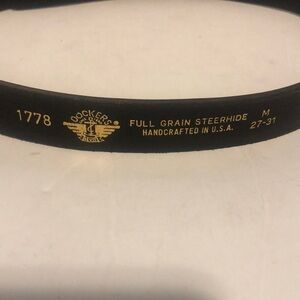 1778
DOCKERS
FULL GRAIN STEERHIDE
HANDCRAFTED IN U.S.A.
M
27-31